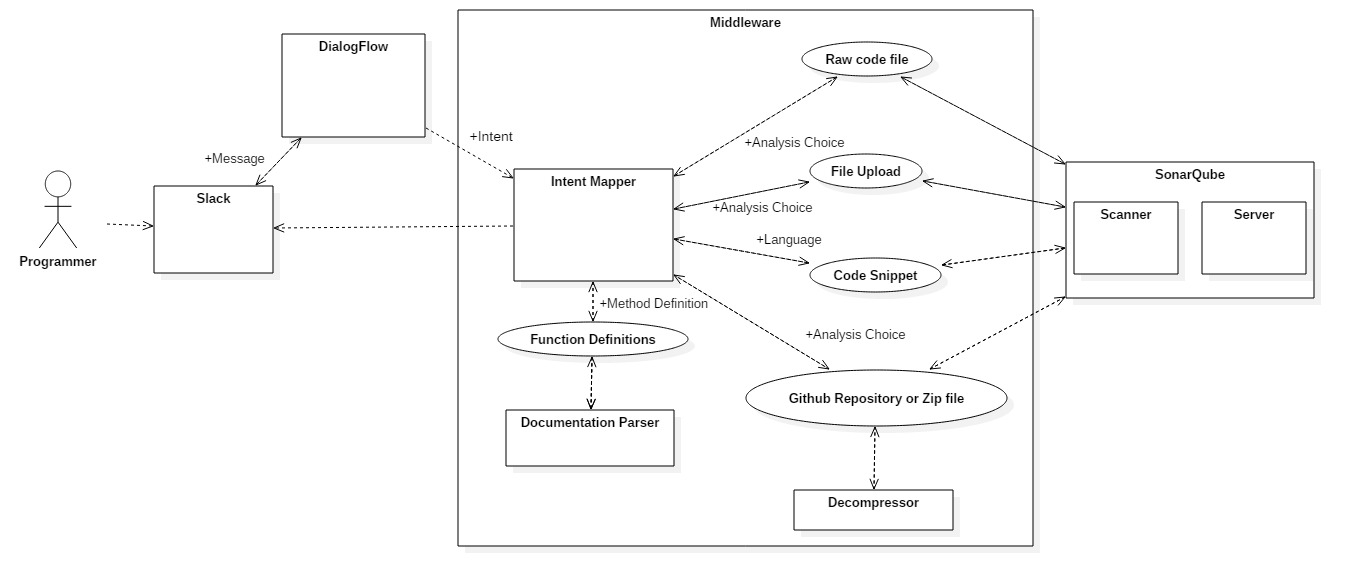 Middleware
DialogFlow
Raw code file
+Intent
+Analysis Choice
+Message
File Upload
SonarQube
Intent Mapper
Slack
+Analysis Choice
Scanner
Server
+Language
Programmer
Code Snippet
+Method Definition
+Analysis Choice
Function Definitions
Github Repository or Zip file
Documentation Parser
Decompressor